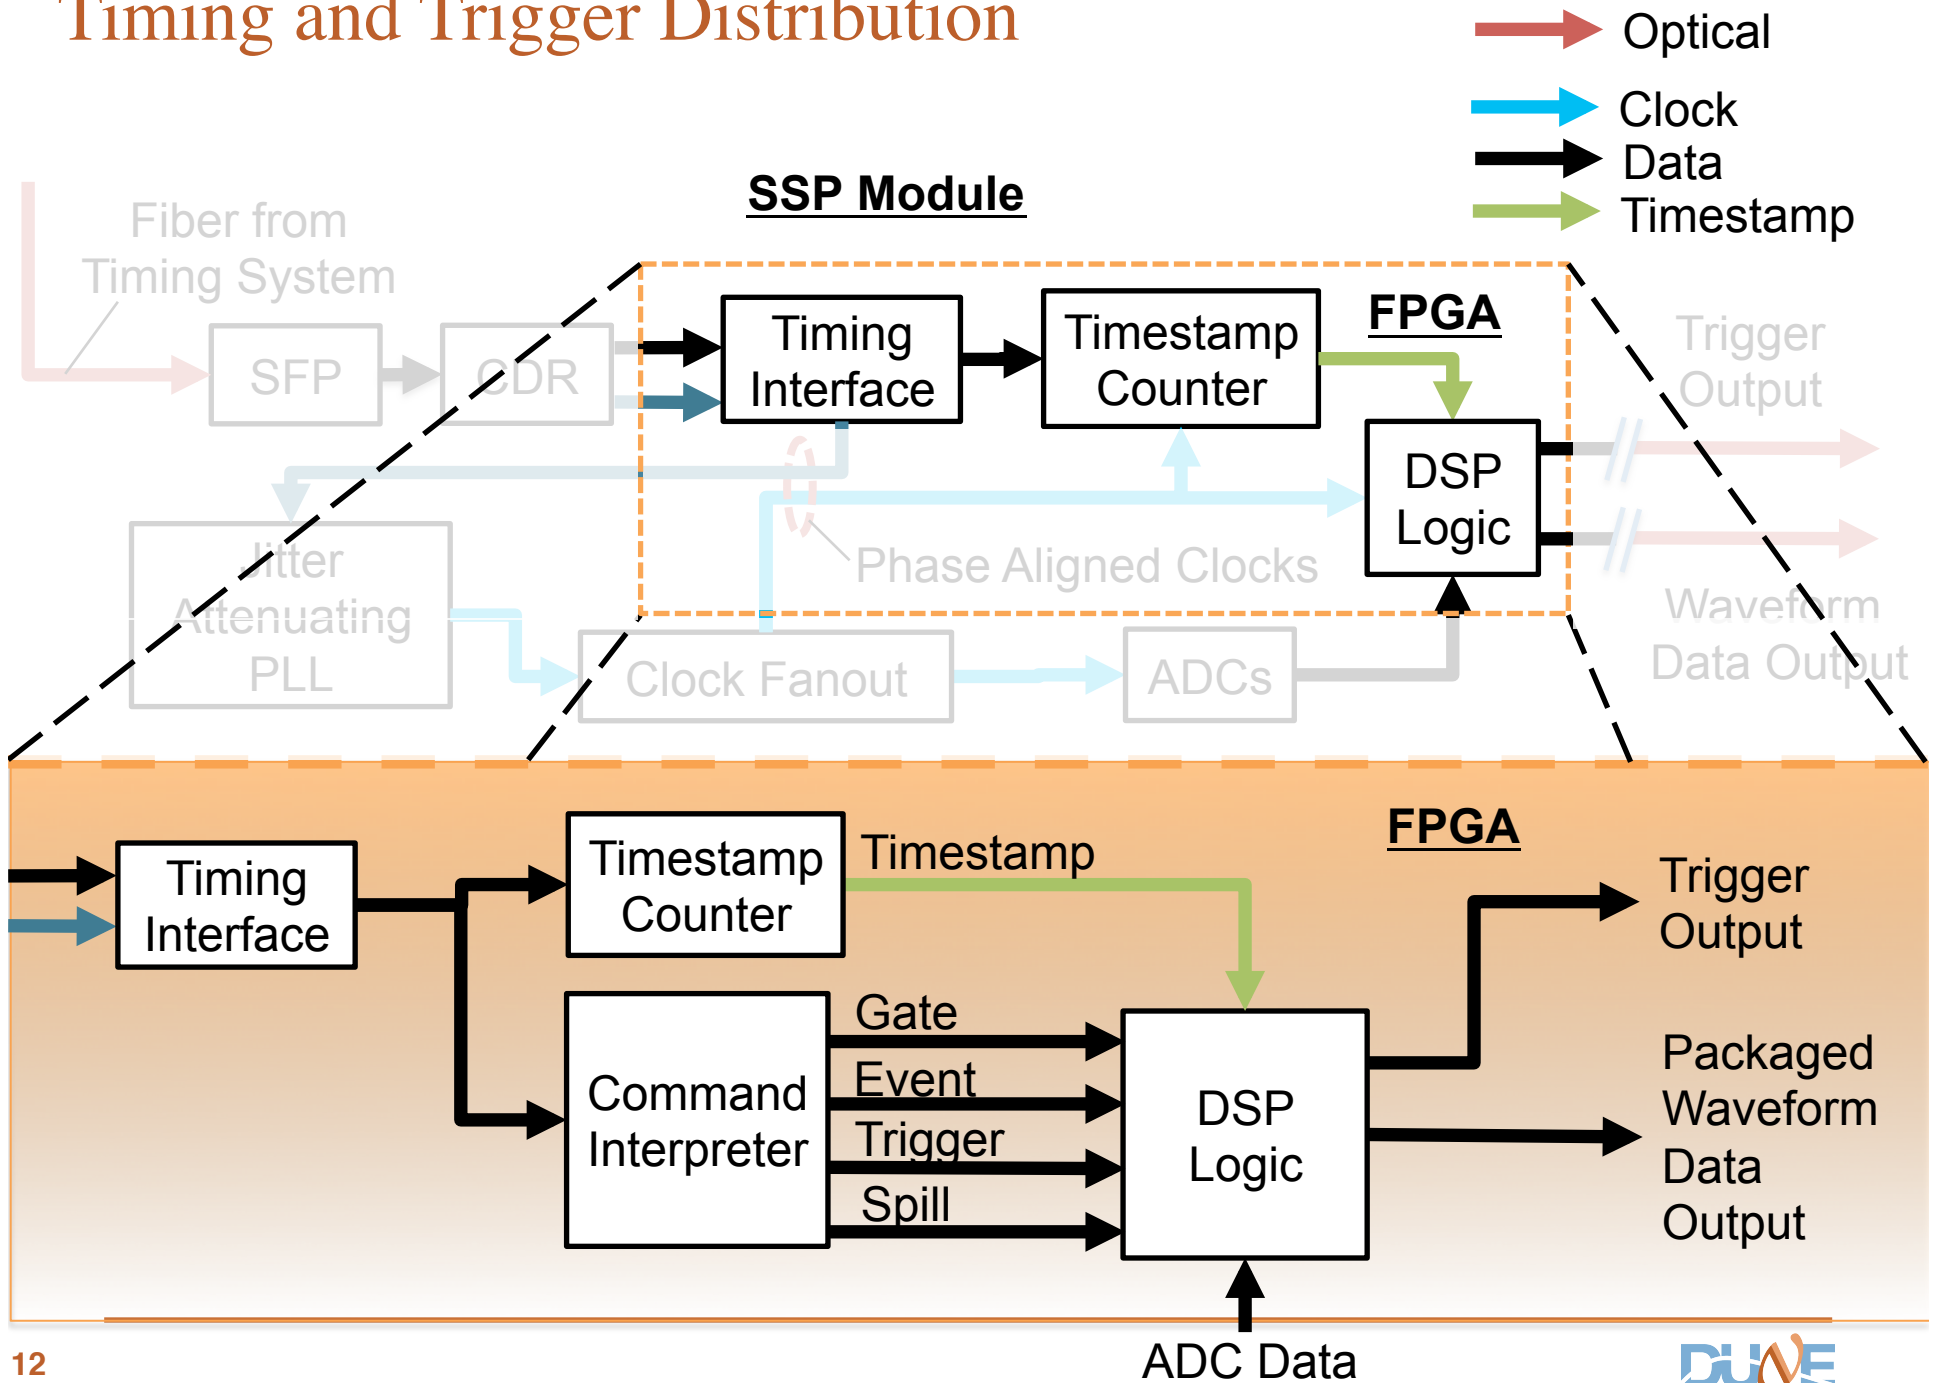 Timing and Trigger Distribution
Optical
Clock
Data
Timestamp
SSP Module
Fiber from
Timing System
SFP
CDR
Timing
Interface
Timestamp
Counter
FPGA
DSP
Logic
Trigger
Output
Phase Aligned Clocks
Jitter
Attenuating
PLL
Clock Fanout
ADCs
Waveform
Data Output
FPGA
Timing
Interface
Timestamp
Counter
Timestamp
Command
Interpreter
Gate
Event
Trigger
Spill
DSP
Logic
Trigger
Output
Packaged
Waveform
Data
Output
ADC Data
12
DUNE